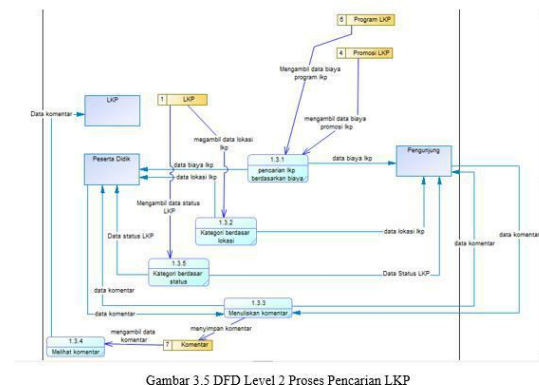 6 Program LKP
4 Promosi LKP
Mengambil data biaya
program lkp
1 LKP
LKP
Data komentar
megambil data lokasi
lkp
mengambil data biaya
promosi lkp
Peserta Didik
data biaya lkp
data lokasi lkp
1.3.1
pencarian lkp
berdasarkan biaya
data biaya lkp
Pengunjung
Mengambil data status
LKP
1.3.2
Kategori berdasar
lokasi
data lokasi lkp
Data status LKP
data komentar
data komentar
1.3.5
Kategori berdasar
status
Data Status LKP
data komentar
1.3.3
Menuliskan komentar
data komentar
menyimpan komentar
mengambil data
komentar
7 Komentar
1.3.4
Melihat komentar
Gambar 3.5 DFD Level 2 Proses Pencarian LKP